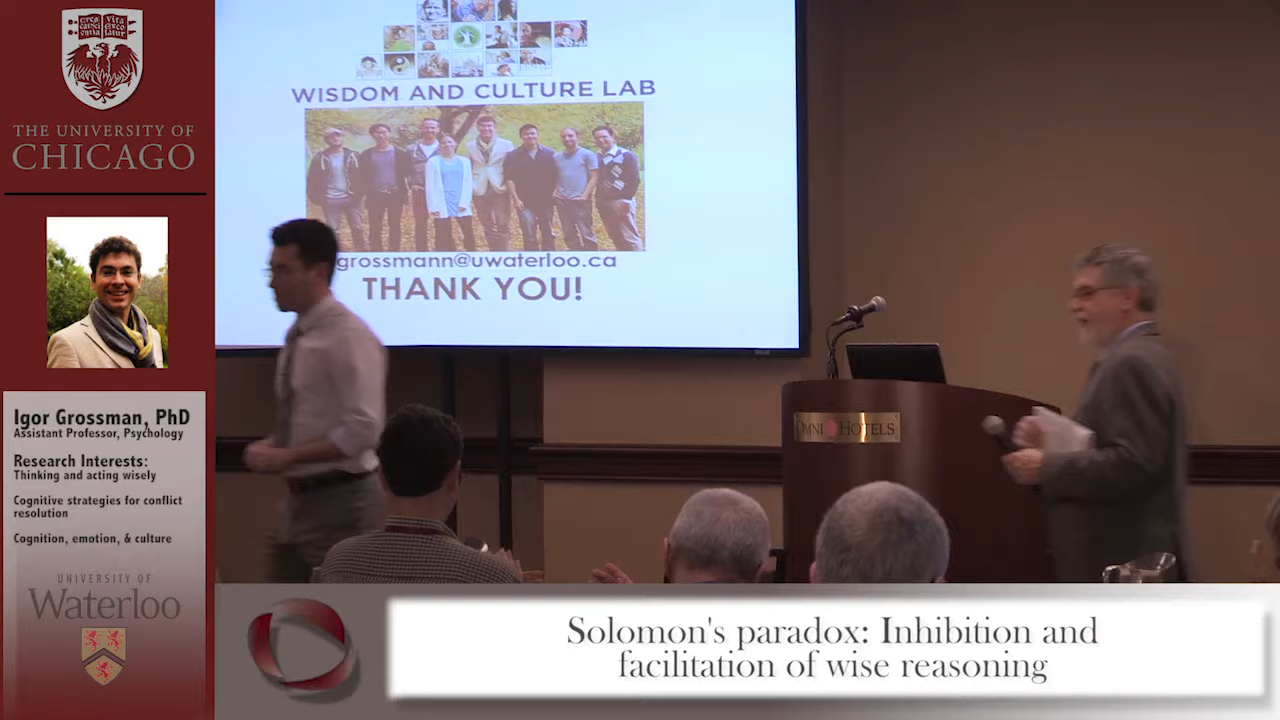 THE UNIVERSITY OF
CHICAGO
Igor Grossman, PhD
Assistant Professor, Psychology
Research Interests:
Thinking and acting wisely
Cognitive strategies for conflict
resolution
Cognition, emotion, & culture
UNIVERSITY OF
Waterloo
WISDOM AND CULTURE LAB
grossmann@uwaterloo.ca
THANK YOU!
OMNI HOTELS
Solomon's paradox: Inhibition and
facilitation of wise reasoning